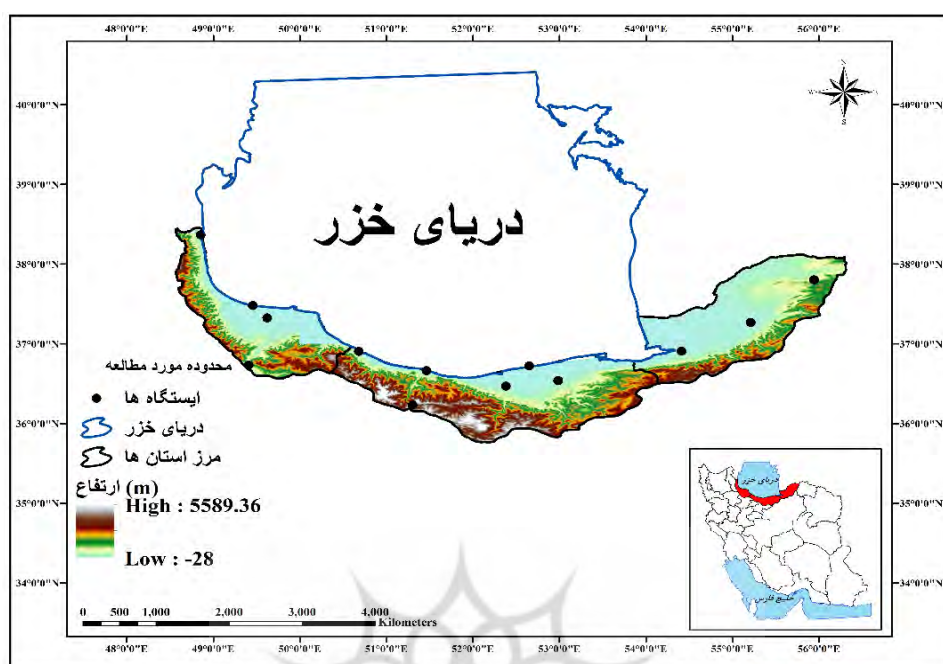 48°0'0"E 49°0'0"E 50°0'0"E 51°0'0"E 52°0'0"E 53°0'0"E 54°0'0"E 55°0'0"E 56°0'0"E
N
W E
S
40°0'0"N 40°0'0"N
39°0'0"N 39°0'0"N
دریای خزر
38°0'0"N 38°0'0"N
37°0'0"N 37°0'0"N
محدوده مورد مطالعه
ایستگاه ها
36°0'0"N 36°0'0"N
دریای خزر
مرز استان ها
ارتفاع (m)
High : 5589.36
Low : -28
35°0'0"N 35°0'0"N
34°0'0"N 34°0'0"N
دریای خزر
خلیج فارس
0 500 1,000 2,000 3,000 4,000
Kilometers
48°0'0"E 49°0'0"E 50°0'0"E 51°0'0"E 52°0'0"E 53°0'0"E 54°0'0"E 55°0'0"E 56°0'0"E